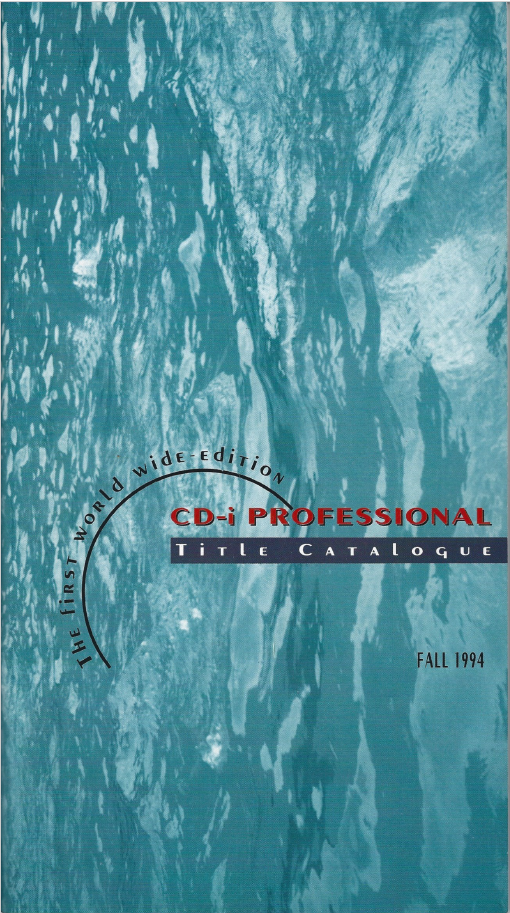 The first world wide-edition
CD-i PROFESSIONAL
Title Catalogue
FALL 1994